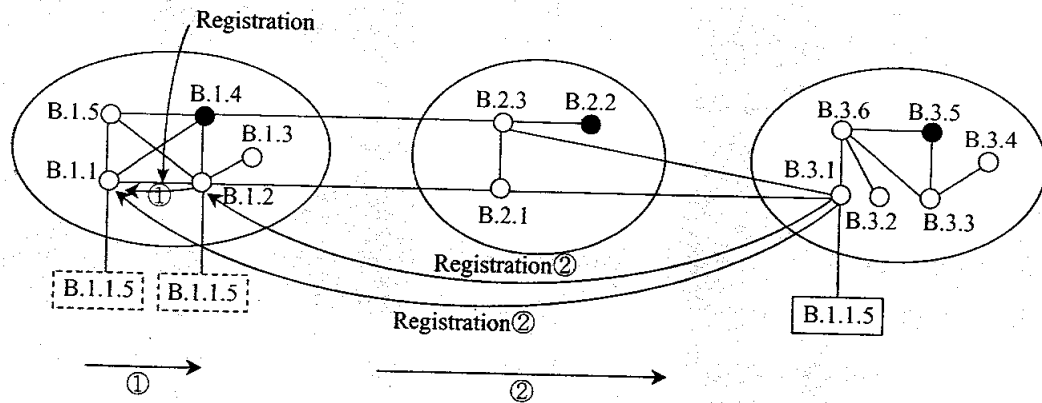 Registration
B.1.5
B.1.4
B.1.3
B.1.1
①
B.1.2
B.2.3
B.2.2
B.2.1
B.3.6
B.3.5
B.3.4
B.3.1
B.3.2
B.3.3
Registration②
Registration②
B.1.1.5
B.1.1.5
B.1.1.5
①
②